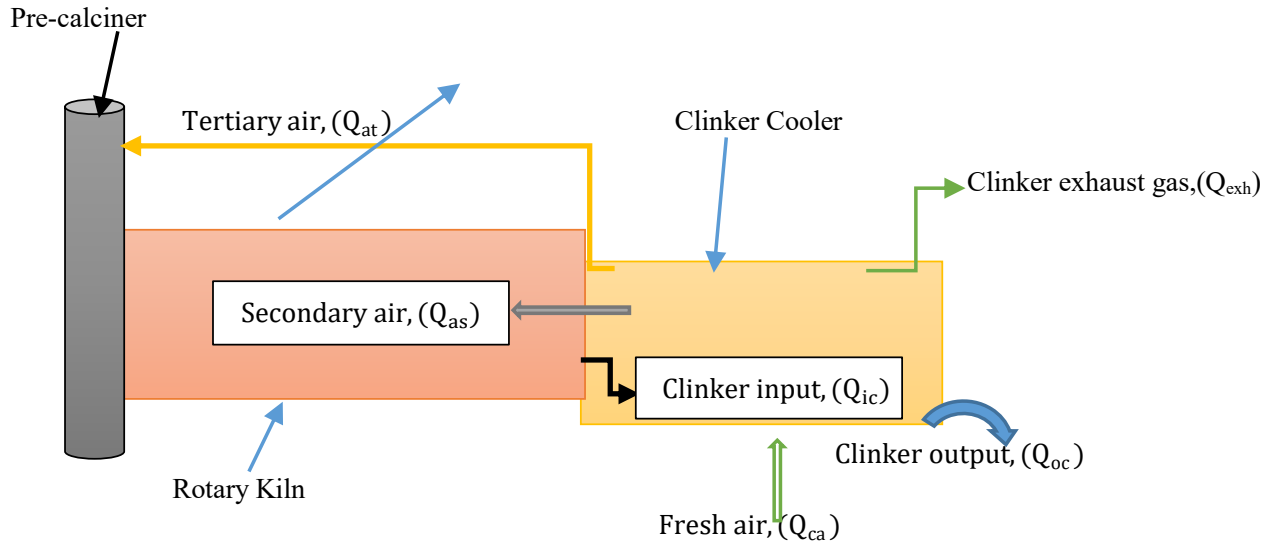 Pre-calciner
Tertiary air, (Qat)
Clinker Cooler
Clinker exhaust gas,(Qexh)
Secondary air, (Qas)
Clinker input, (Qic)
Clinker output, (Qoc)
Rotary Kiln
Fresh air, (Qca)